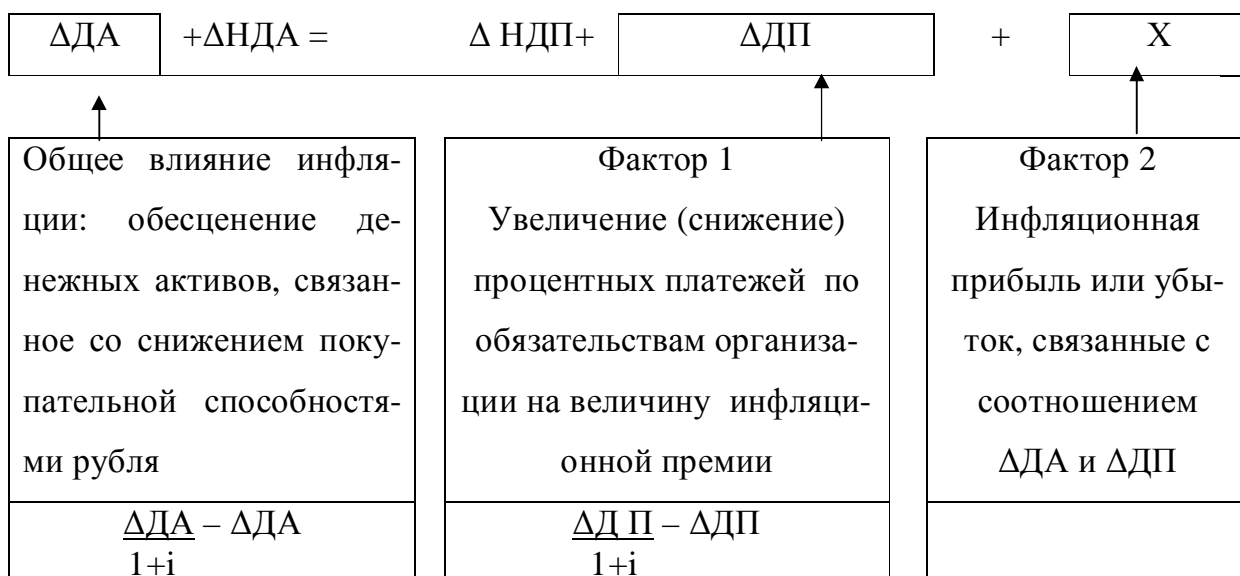 ΔДА +ΔНДА = Δ НДП+ ΔДП + Х
Общее влияние инфля-
ции: обесценение де-
нежных активов, связан-
ное со снижением поку-
пательной способностя-
ми рубля
ΔДА – ΔДА
1+i
Фактор 1
Увеличение (снижение)
процентных платежей по
обязательствам организа-
ции на величину инфляци-
онной премии
ΔД П – ΔДП
1+i
Фактор 2
Инфляционная
прибыль или убы-
ток, связанные с
соотношением
ΔДА и ΔДП